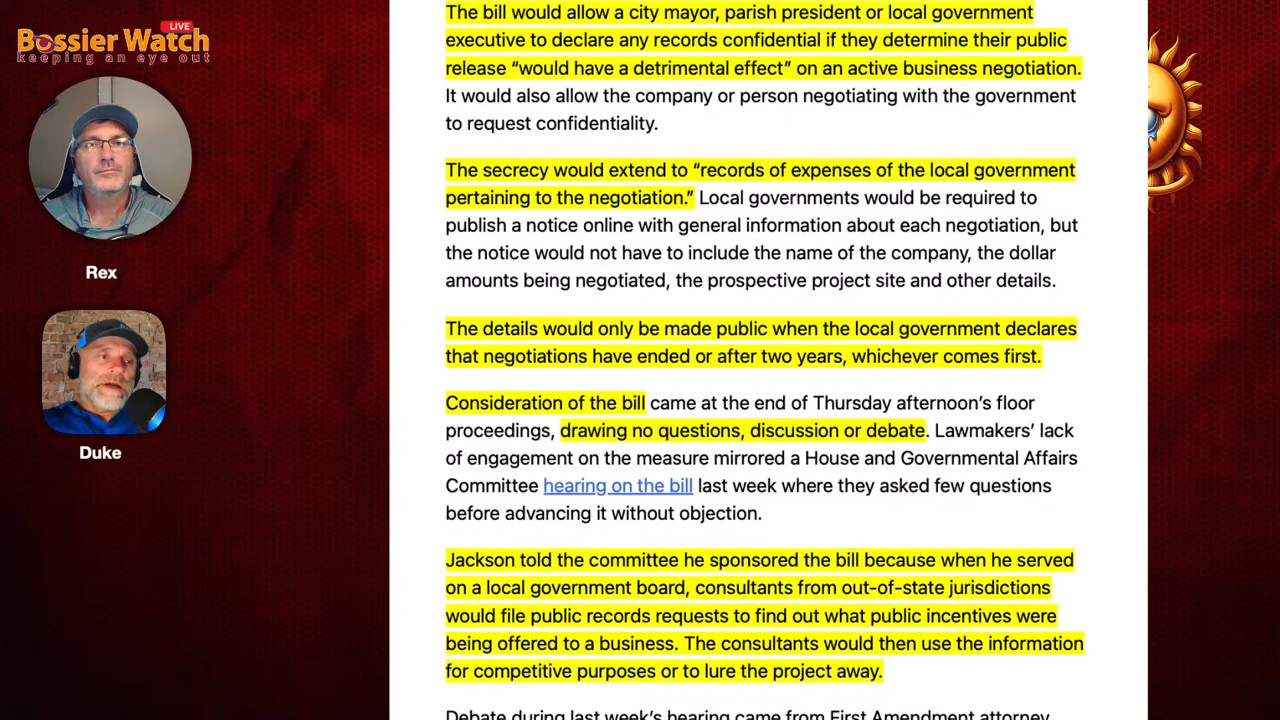 LIVE
Bossier Watch
keeping an eye out
Rex
Duke
The bill would allow a city mayor, parish president or local government
executive to declare any records confidential if they determine their public
release “would have a detrimental effect” on an active business negotiation.
It would also allow the company or person negotiating with the government
to request confidentiality.
The secrecy would extend to “records of expenses of the local government
pertaining to the negotiation.” Local governments would be required to
publish a notice online with general information about each negotiation, but
the notice would not have to include the name of the company, the dollar
amounts being negotiated, the prospective project site and other details.
The details would only be made public when the local government declares
that negotiations have ended or after two years, whichever comes first.
Consideration of the bill came at the end of Thursday afternoon’s floor
proceedings, drawing no questions, discussion or debate. Lawmakers’ lack
of engagement on the measure mirrored a House and Governmental Affairs
Committee hearing on the bill last week where they asked few questions
before advancing it without objection.
Jackson told the committee he sponsored the bill because when he served
on a local government board, consultants from out-of-state jurisdictions
would file public records requests to find out what public incentives were
being offered to a business. The consultants would then use the information
for competitive purposes or to lure the project away.
Debate during last week’s hearing came from First Amendment attorney